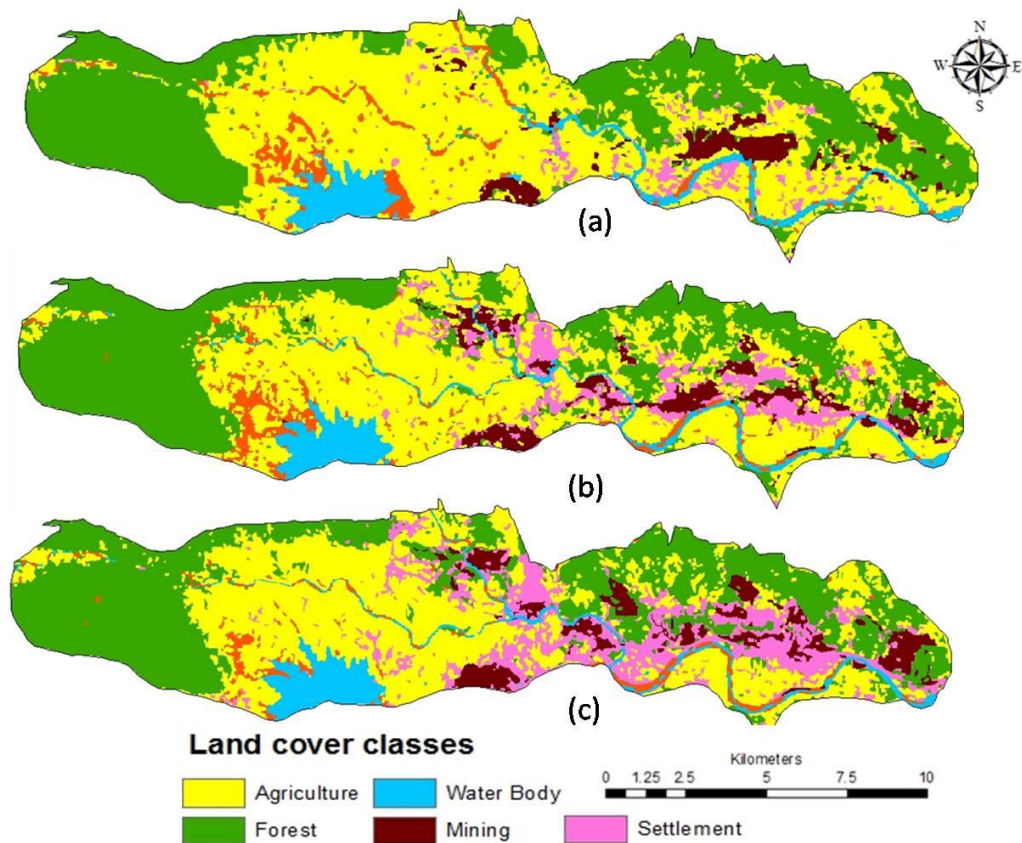 N
W E
S
(a)
(b)
(c)
Land cover classes
Agriculture
Water Body
Forest
Mining
Settlement
Kilometers
0 1.25 2.5 5 7.5 10